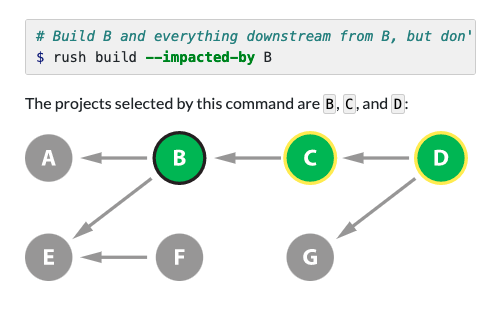 # Build B and everything downstream from B, but don'
$ rush build --impacted-by B
The projects selected by this command are B, C, and D:
A B C D
E F G